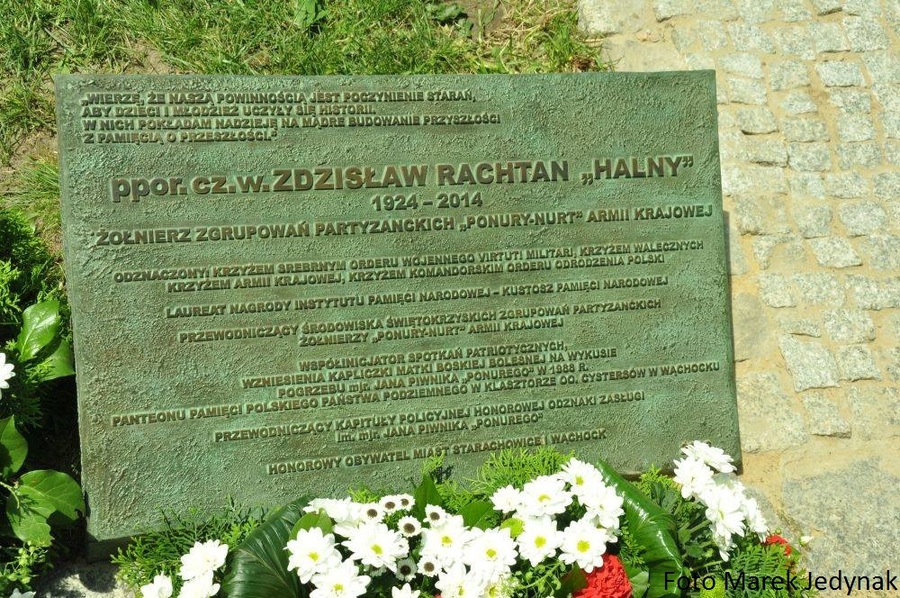 „WIERZĘ, ŻE NASZĄ POWINNOŚCIĄ JEST POCZYNIENIE STARAŃ,
ABY DZIECI I MŁODZIEŻ UCZYŁY SIĘ HISTORII.
W NICH POKŁADAM NADZIEJĘ NA MĄDRE BUDOWANIE PRZYSZŁOŚCI
Z PAMIĘCIĄ O PRZESZŁOŚCI."
ppor. cz.w. ZDZISŁAW RACHTAN „HALNY"
1924 – 2014
ŻOŁNIERZ ZGRUPOWAŃ PARTYZANCKICH „PONURY-NURT" ARMII KRAJOWEJ
ODZNACZONY: KRZYŻEM SREBRNYM ORDERU WOJENNEGO VIRTUTI MILITARI, KRZYŻEM WALECZNYCH
KRZYŻEM ARMII KRAJOWEJ, KRZYŻEM KOMANDORSKIM ORDERU ODRODZENIA POLSKI
LAUREAT NAGRODY INSTYTUTU PAMIĘCI NARODOWEJ – KUSTOSZ PAMIĘCI NARODOWEJ
PRZEWODNICZĄCY ŚRODOWISKA ŚWIĘTOKRZYSKICH ZGRUPOWAŃ PARTYZANCKICH
ŻOŁNIERZY „PONURY-NURT" ARMII KRAJOWEJ
WSPÓŁINICJATOR SPOTKAŃ PATRIOTYCZNYCH,
WZNIESIENIA KAPLICZKI MATKI BOSKIEJ BOLESNEJ NA WYKUSIE
POGRZEBU mjr. JANA PIWNIKA „PONUREGO" W 1988 R.
PANTEONU PAMIĘCI POLSKIEGO PAŃSTWA PODZIEMNEGO W KLASZTORZE OO. CYSTERSÓW W WĄCHOCKU
PRZEWODNICZĄCY KAPITUŁY POLICYJNEJ HONOROWEJ ODZNAKI ZASŁUGI
im. mjr. JANA PIWNIKA „PONUREGO"
HONOROWY OBYWATEL MIAST STARACHOWICE I WĄCHOCK
Foto Marek Jedynak